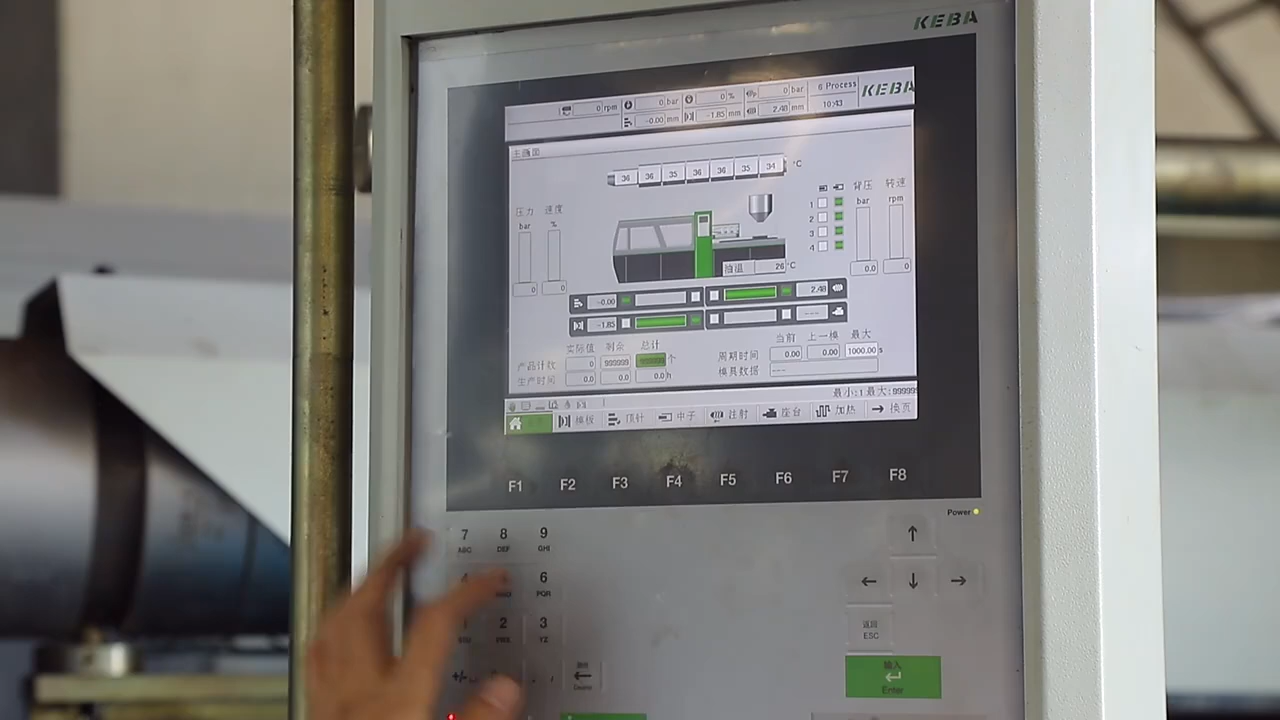 KEBA
0 rpm 0 bar 0 % 0 bar 6 Process KEBA
-0.00 mm -1.85 mm 2.48 mm 10:43
主画面
36 36 35 36 36 35 34 °C
压力 速度
bar %
0 0
背压 转速
bar rpm
1
2
3
4
0.0 0
油温 26 °C
-0.00 2.48
-1.85 ---
实际值 剩余 总计
产品计数 0 999999 个
生产时间 0.0 0.0 0.0 h
当前 上一模 最大
周期时间 0.00 0.00 1000.00 s
模具数据 ---
最小:1 最大:99999
模板 顶针 中子 注射 座台 加热 换页
F1 F2 F3 F4 F5 F6 F7 F8
Power
7 8 9
ABC DEF GHI
4 6
PQR
1 2 3
YZ
+/-
返回
ESC
输入
Enter